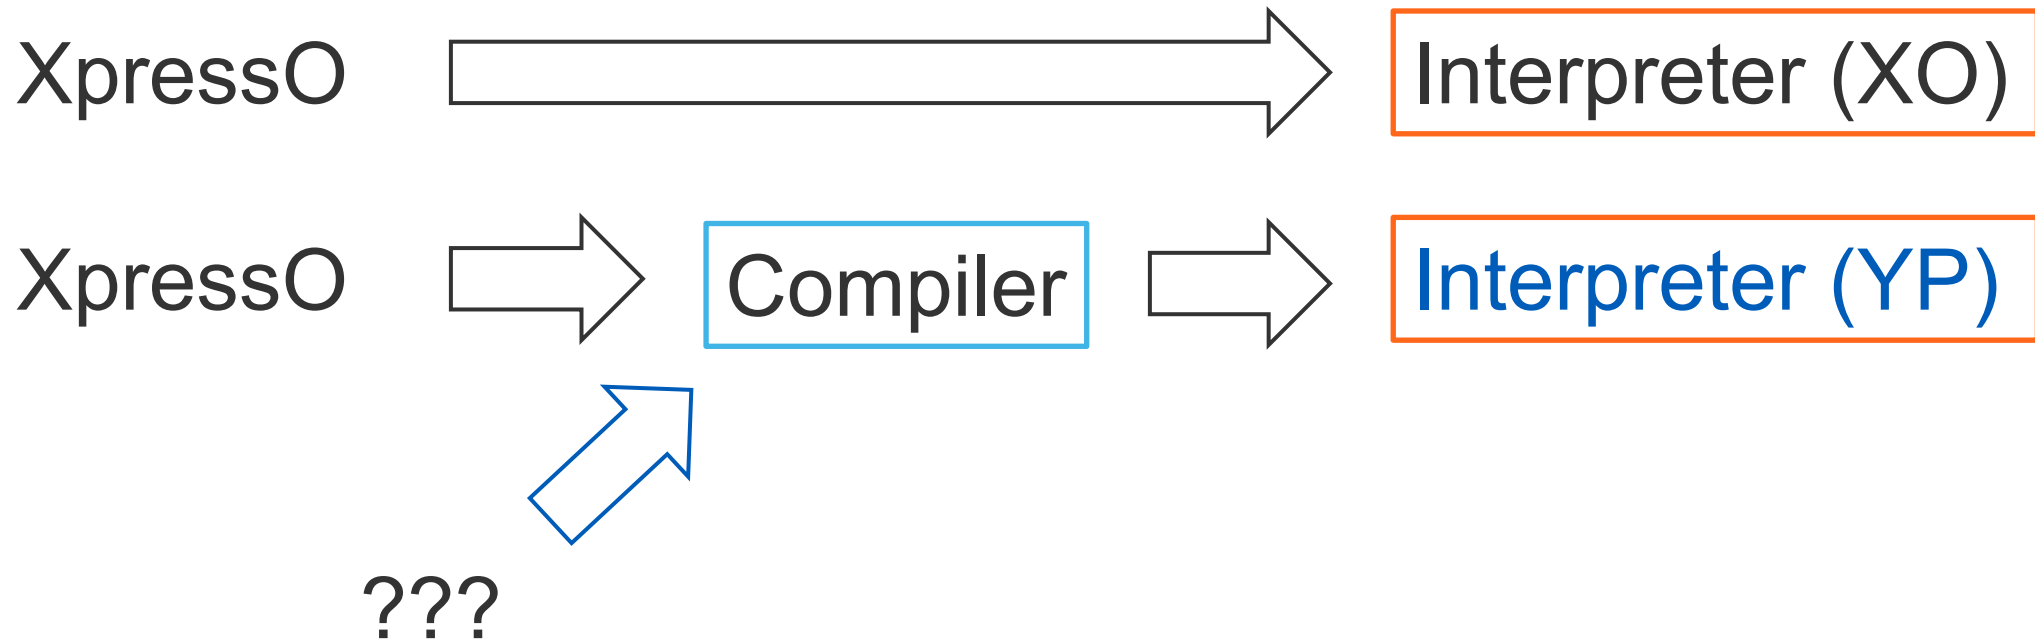 XpressO Interpreter (XO)
XpressO Compiler Interpreter (YP)
???